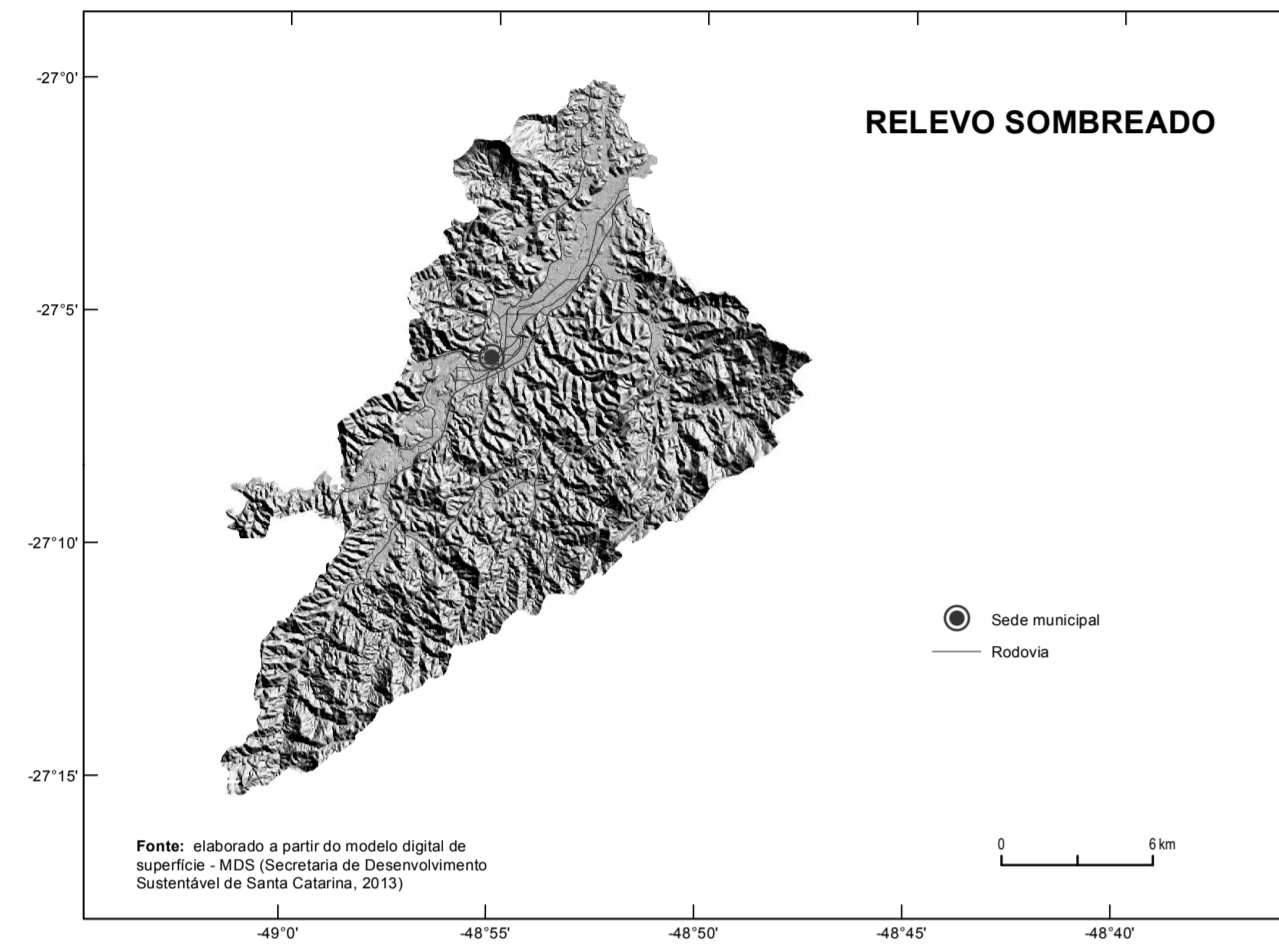 RELEVO SOMBREADO
-27°0'
-27°5'
-27°10'
-27°15'
Sede municipal
Rodovia
Fonte: elaborado a partir do modelo digital de
superfície - MDS (Secretaria de Desenvolvimento
Sustentável de Santa Catarina, 2013)
0 6 km
-49°0' -48°55' -48°50' -48°45' -48°40'